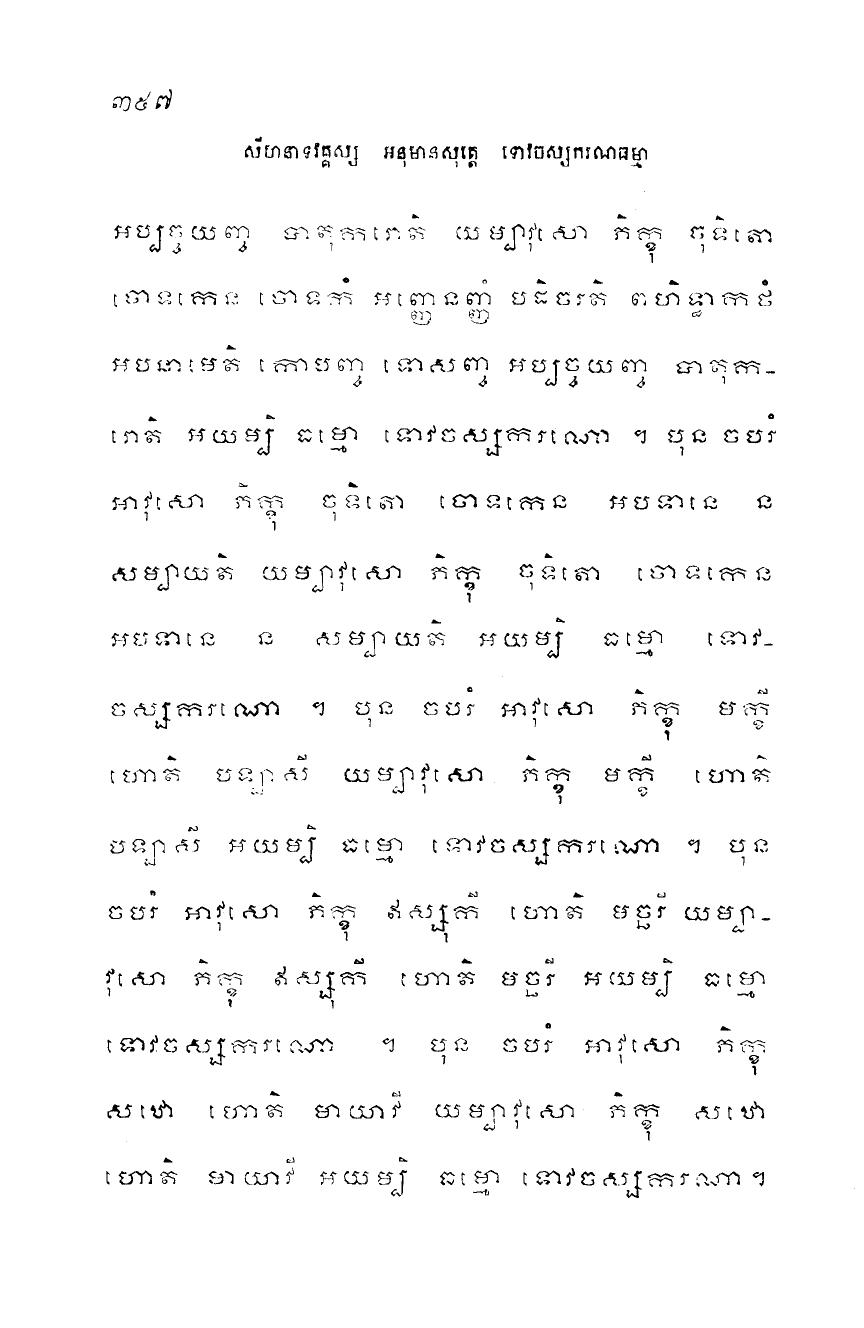 ៣៥៧
សីហនាទវគ្គស្ស អនុមានសុត្តេ ទោវចស្សករណធម្មា
អប្បច្ចយញ្ច បាតុករោតិ យម្បាវុសោ ភិក្ខុ ចុទិតោ
ចោទកេន ចោទកំ អញ្ញេនញ្ញំ បដិចរតិ ពហិទ្ធាកថំ
អបនាមេតិ កោបញ្ច ទោសញ្ច អប្បច្ចយញ្ច បាតុក-
រោតិ អយម្បិ ធម្មោ ទោវចស្សករណោ ។ បុន ចបរំ
អាវុសោ ភិក្ខុ ចុទិតោ ចោទកេន អបទានេ ន
សម្បាយតិ យម្បាវុសោ ភិក្ខុ ចុទិតោ ចោទកេន
អបទានេ ន សម្បាយតិ អយម្បិ ធម្មោ ទោវ-
ចស្សករណោ ។ បុន ចបរំ អាវុសោ ភិក្ខុ មក្ខី
ហោតិ បឡាសី យម្បាវុសោ ភិក្ខុ មក្ខី ហោតិ
បឡាសី អយម្បិ ធម្មោ ទោវចស្សករណោ ។ បុន
ចបរំ អាវុសោ ភិក្ខុ ឥស្សុកី ហោតិ មច្ឆរី យម្បា-
វុសោ ភិក្ខុ ឥស្សុកី ហោតិ មច្ឆរី អយម្បិ ធម្មោ
ទោវចស្សករណោ ។ បុន ចបរំ អាវុសោ ភិក្ខុ
សឋោ ហោតិ មាយាវី យម្បាវុសោ ភិក្ខុ សឋោ
ហោតិ មាយាវី អយម្បិ ធម្មោ ទោវចស្សករណោ ។